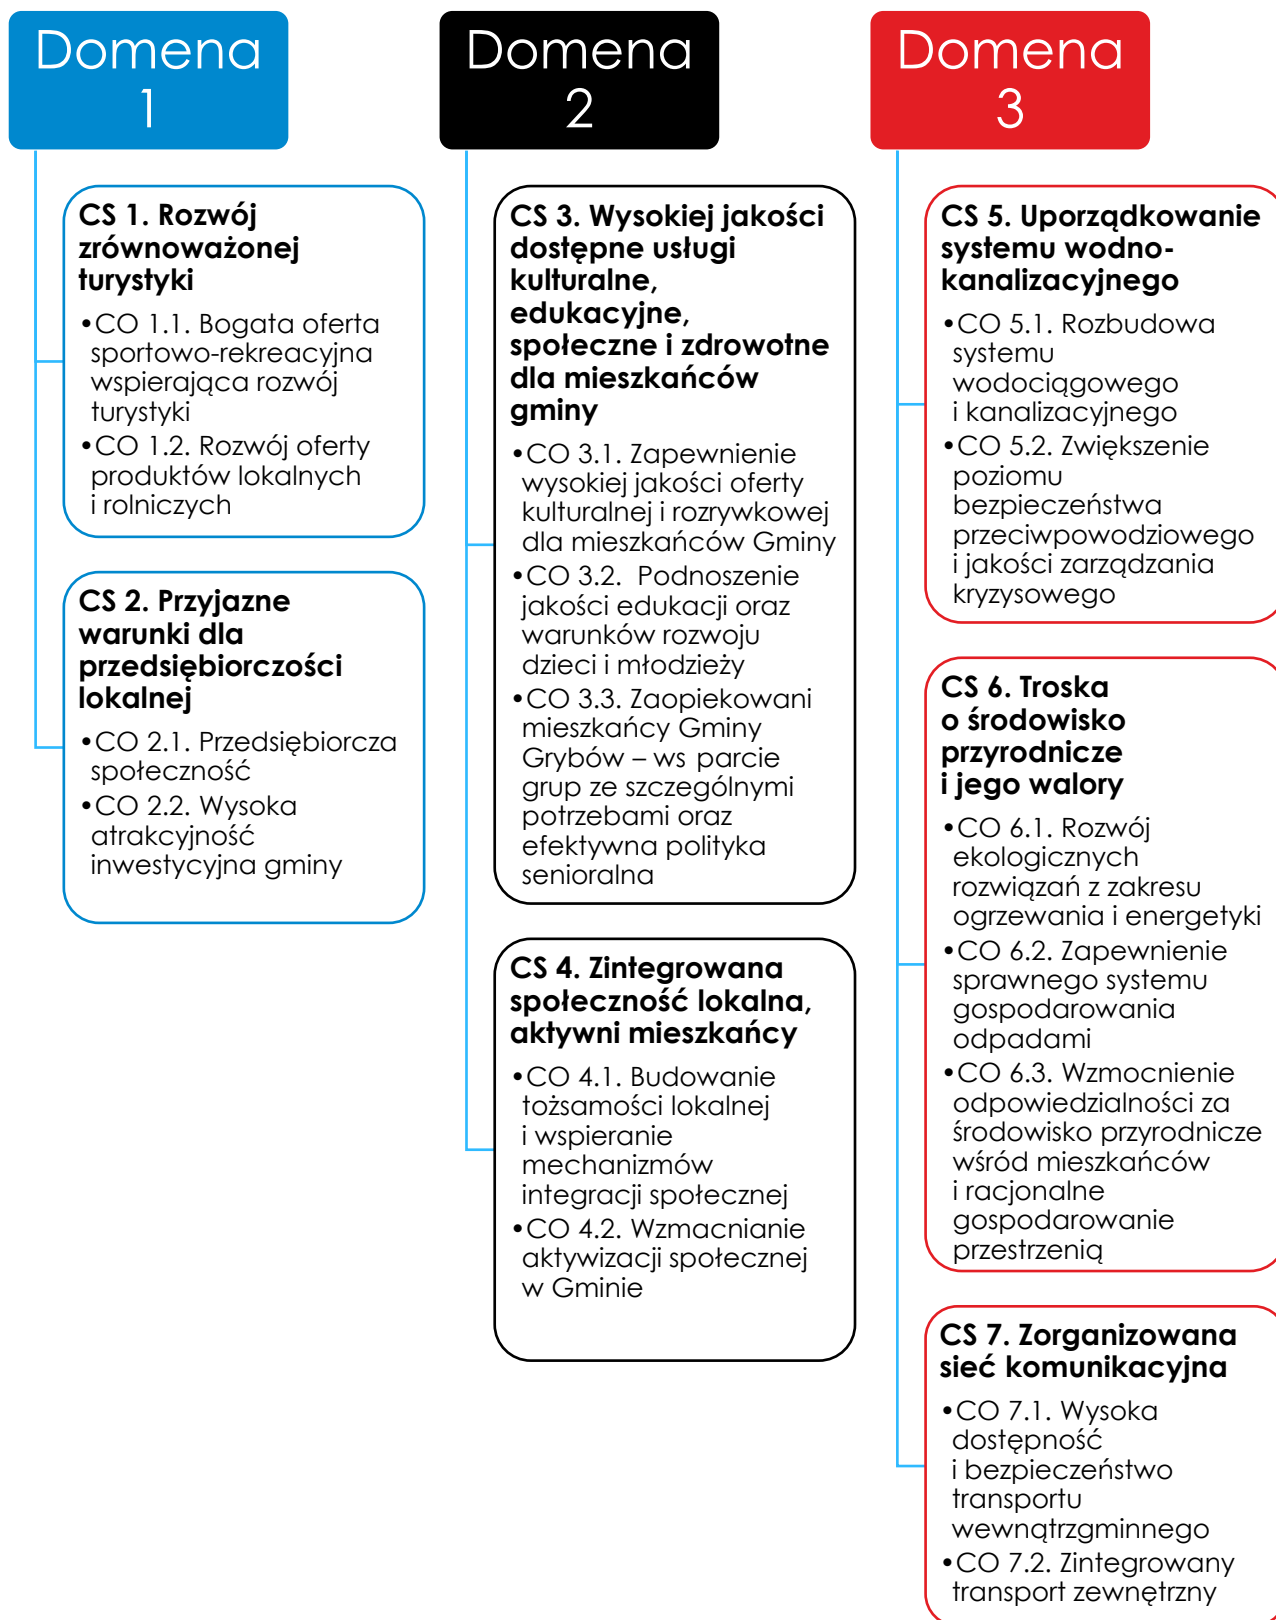 Domena
1
CS 1. Rozwój
zrównoważonej
turystyki
•CO 1.1. Bogata oferta
sportowo-rekreacyjna
wspierająca rozwój
turystyki
•CO 1.2. Rozwój oferty
produktów lokalnych
i rolniczych
CS 2. Przyjazne
warunki dla
przedsiębiorczości
lokalnej
•CO 2.1. Przedsiębiorcza
społeczność
•CO 2.2. Wysoka
atrakcyjność
inwestycyjna gminy
Domena
2
CS 3. Wysokiej jakości
dostępne usługi
kulturalne,
edukacyjne,
społeczne i zdrowotne
dla mieszkańców
gminy
•CO 3.1. Zapewnienie
wysokiej jakości oferty
kulturalnej i rozrywkowej
dla mieszkańców Gminy
•CO 3.2. Podnoszenie
jakości edukacji oraz
warunków rozwoju
dzieci i młodzieży
•CO 3.3. Zaopiekowani
mieszkańcy Gminy
Grybów – ws parcie
grup ze szczególnymi
potrzebami oraz
efektywna polityka
senioralna
CS 4. Zintegrowana
społeczność lokalna,
aktywni mieszkańcy
•CO 4.1. Budowanie
tożsamości lokalnej
i wspieranie
mechanizmów
integracji społecznej
•CO 4.2. Wzmacnianie
aktywizacji społecznej
w Gminie
Domena
3
CS 5. Uporządkowanie
systemu wodno-
kanalizacyjnego
•CO 5.1. Rozbudowa
systemu
wodociągowego
i kanalizacyjnego
•CO 5.2. Zwiększenie
poziomu
bezpieczeństwa
przeciwpowodziowego
i jakości zarządzania
kryzysowego
CS 6. Troska
o środowisko
przyrodnicze
i jego walory
•CO 6.1. Rozwój
ekologicznych
rozwiązań z zakresu
ogrzewania i energetyki
•CO 6.2. Zapewnienie
sprawnego systemu
gospodarowania
odpadami
•CO 6.3. Wzmocnienie
odpowiedzialności za
środowisko przyrodnicze
wśród mieszkańców
i racjonalne
gospodarowanie
przestrzenią
CS 7. Zorganizowana
sieć komunikacyjna
•CO 7.1. Wysoka
dostępność
i bezpieczeństwo
transportu
wewnątrzgminnego
•CO 7.2. Zintegrowany
transport zewnętrzny